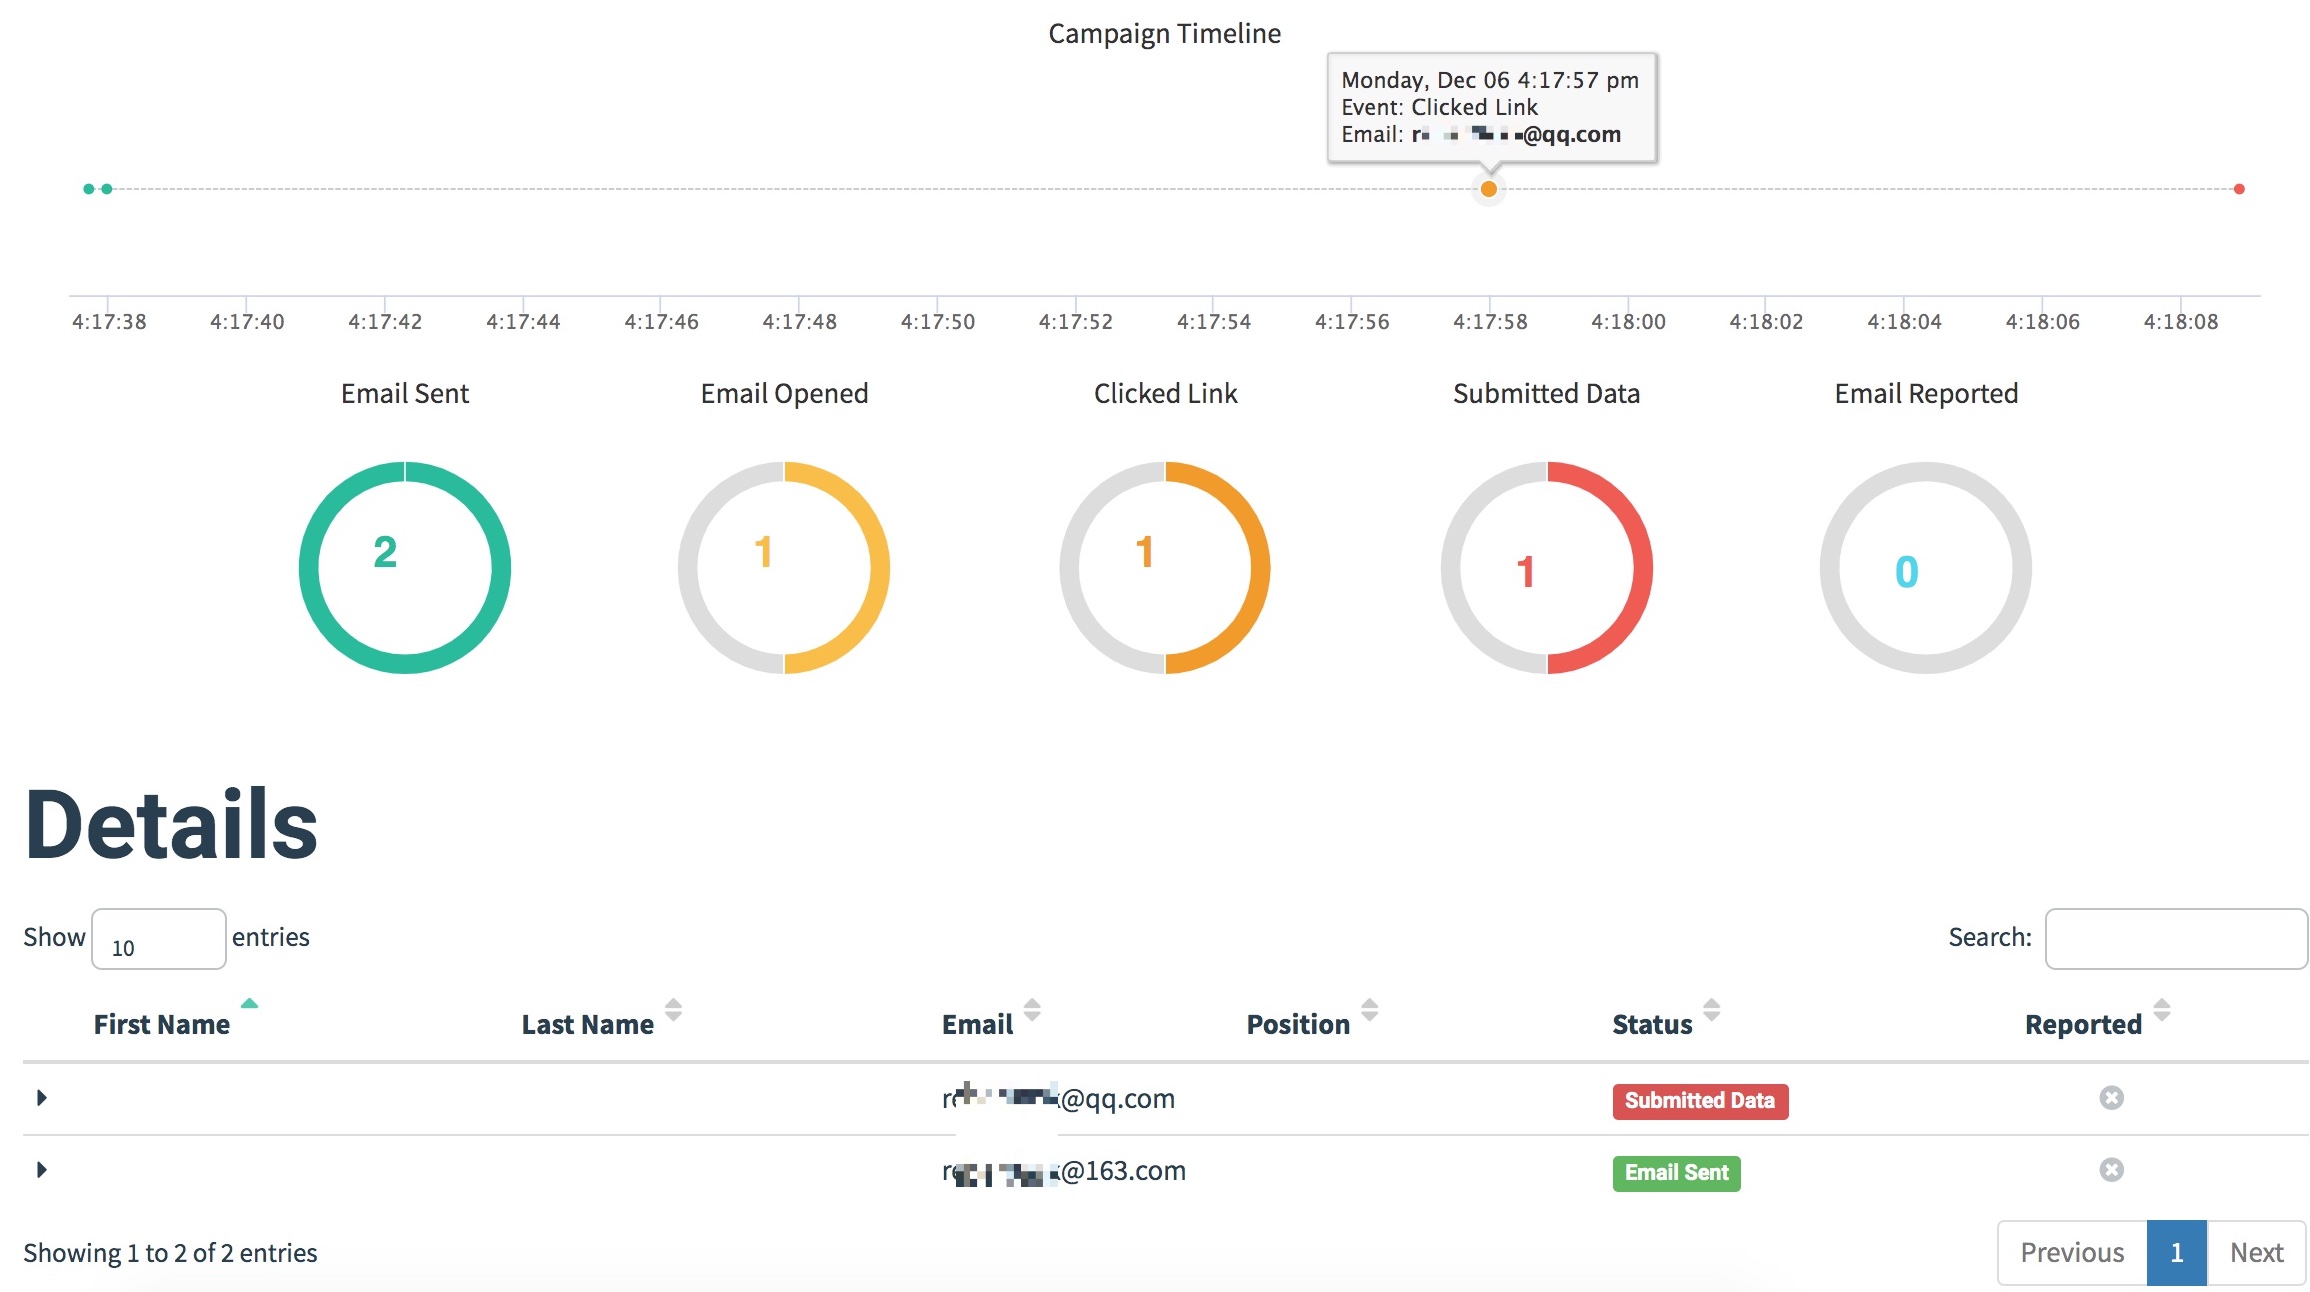 Campaign Timeline
Monday, Dec 06 4:17:57 pm
Event: Clicked Link
Email: r @qq.com
4:17:38 4:17:40 4:17:42 4:17:44 4:17:46 4:17:48 4:17:50 4:17:52 4:17:54 4:17:56 4:17:58 4:18:00 4:18:02 4:18:04 4:18:06 4:18:08
Email Sent Email Opened Clicked Link Submitted Data Email Reported
2 1 1 1 0
Details
Show 10 entries Search:
First Name Last Name Email Position Status Reported
@qq.com Submitted Data
@163.com Email Sent
Showing 1 to 2 of 2 entries Previous 1 Next